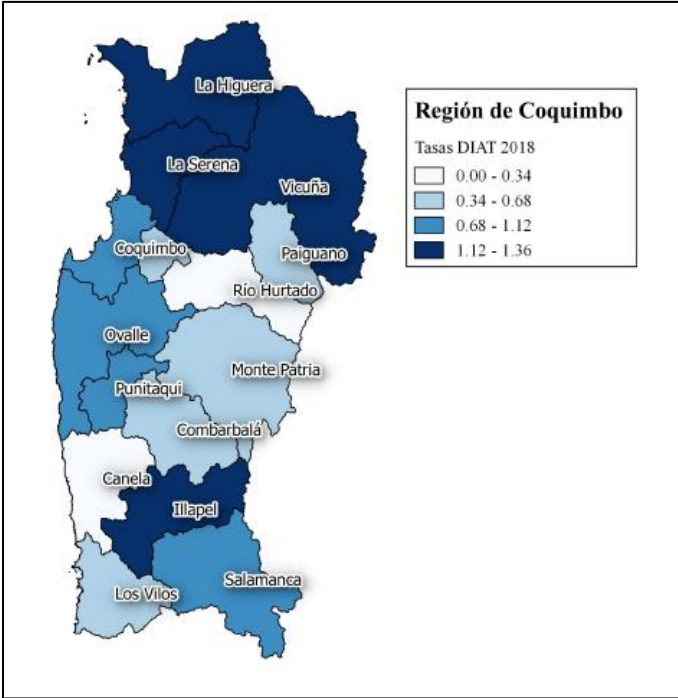 La Higuera
La Serena
Vicuña
Coquimbo
Paiguano
Río Hurtado
Ovalle
Monte Patria
Punitaqui
Combarbalá
Canela
Illapel
Salamanca
Los Vilos
Región de Coquimbo
Tasas DIAT 2018
0.00 - 0.34
0.34 - 0.68
0.68 - 1.12
1.12 - 1.36